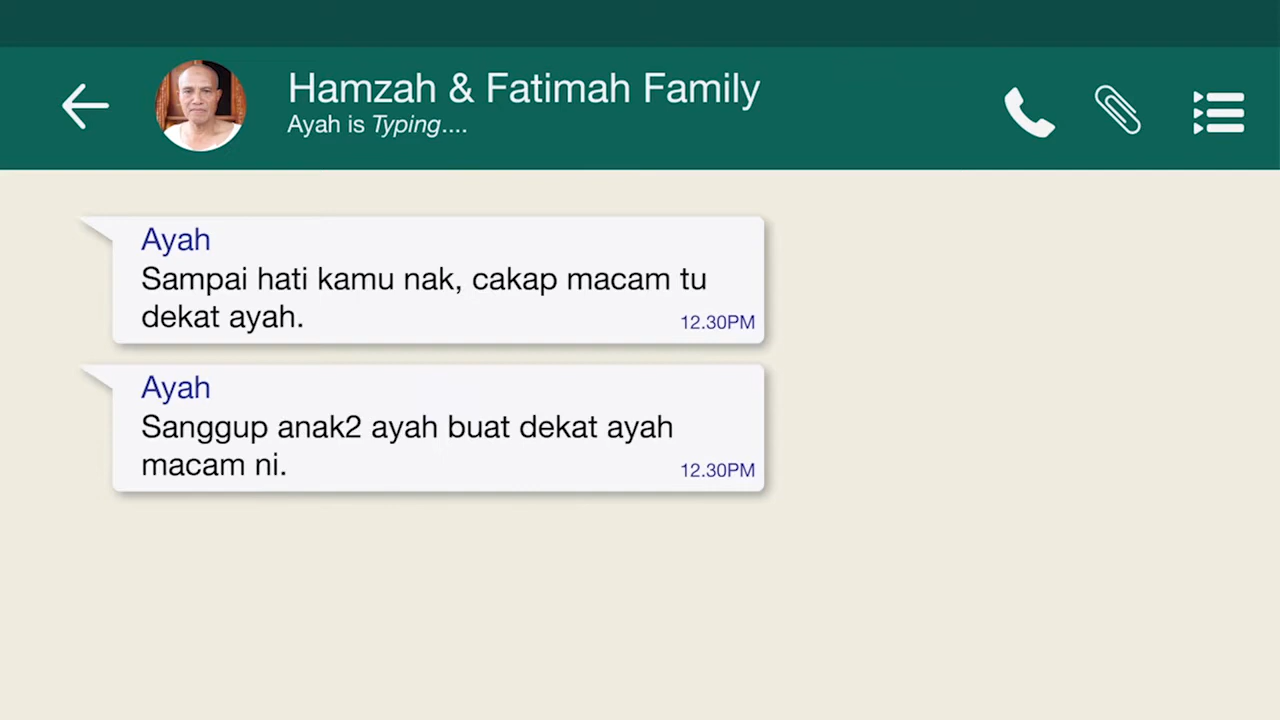 Hamzah & Fatimah Family
Ayah is Typing....
Ayah
Sampai hati kamu nak, cakap macam tu
dekat ayah.
12.30PM
Ayah
Sanggup anak2 ayah buat dekat ayah
macam ni.
12.30PM